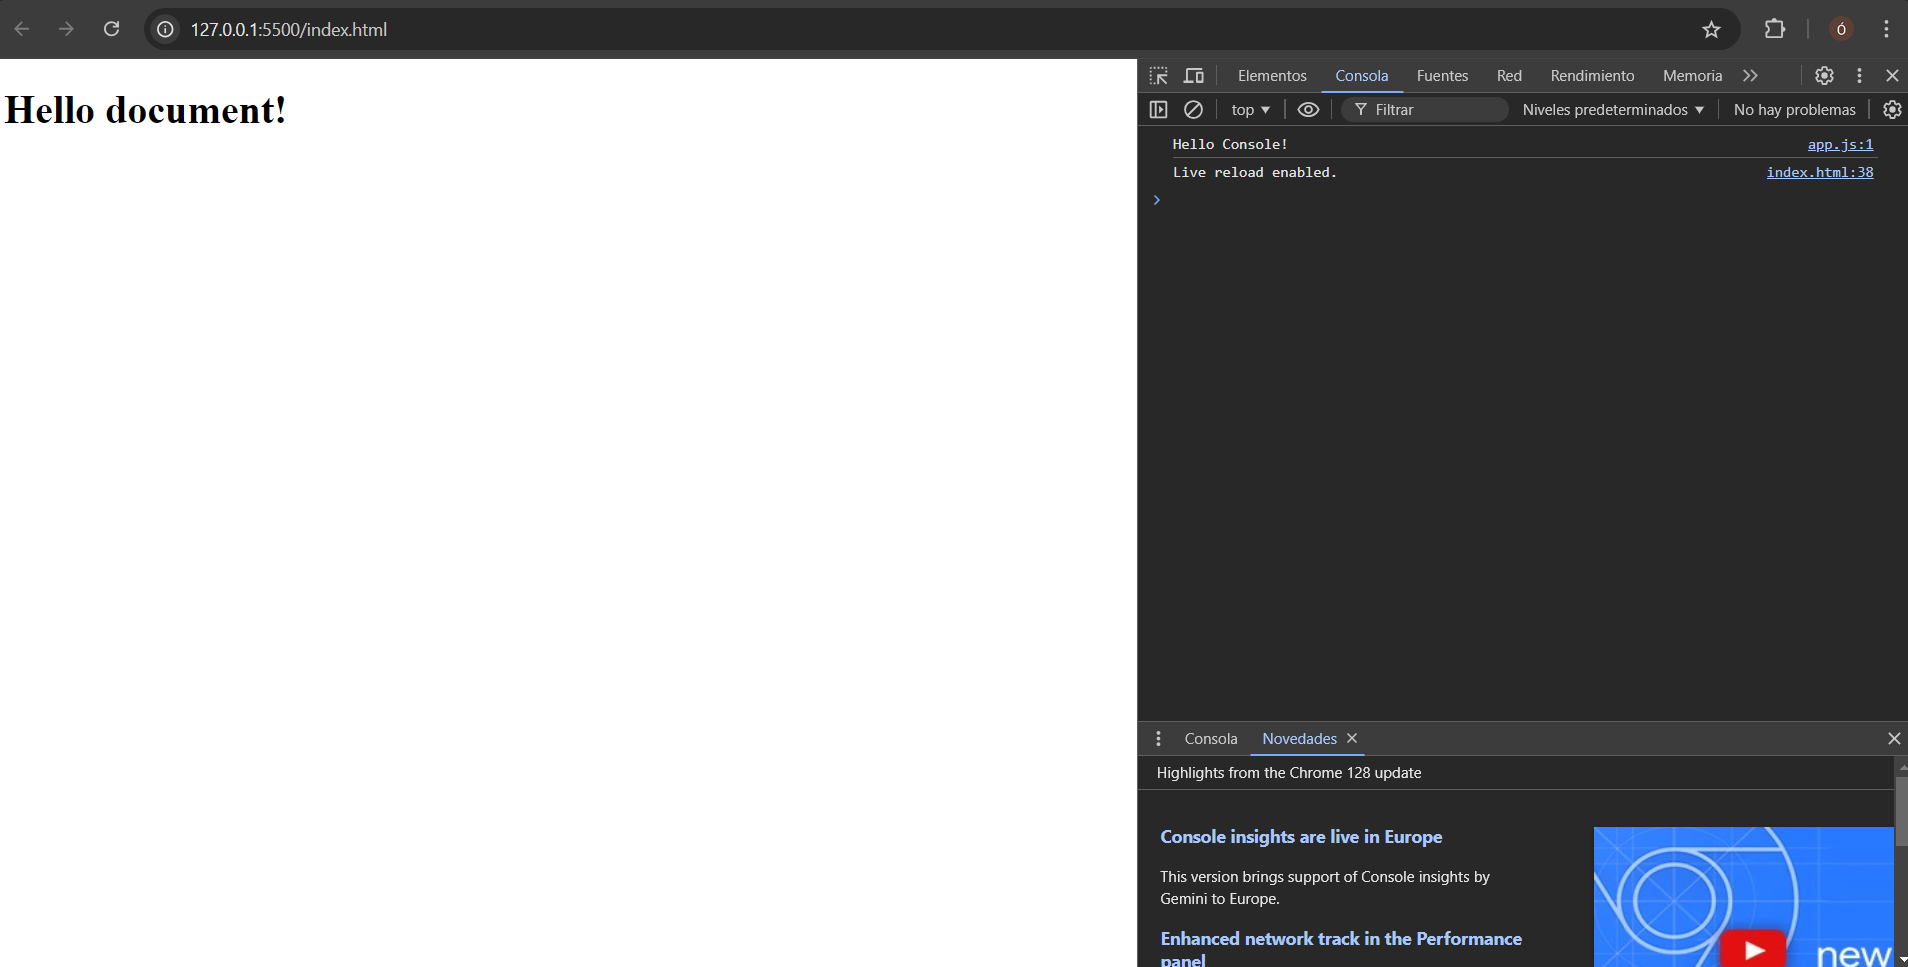 127.0.0.1:5500/index.html
Ó
Hello document!
Elementos Consola Fuentes Red Rendimiento Memoria
top Filtrar Niveles predeterminados No hay problemas
Hello Console! app.js:1
Live reload enabled. index.html:38
Consola Novedades
Highlights from the Chrome 128 update
Console insights are live in Europe
This version brings support of Console insights by
Gemini to Europe.
Enhanced network track in the Performance
panel
new